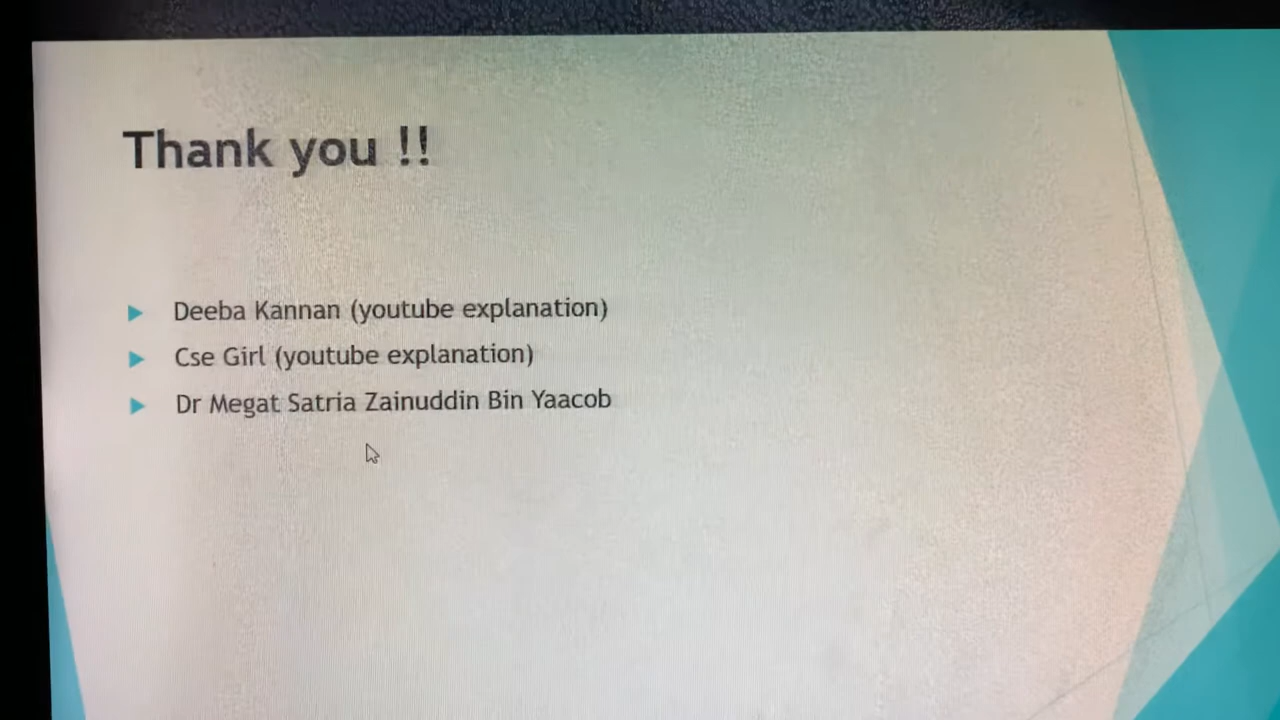 Thank you !!
Deeba Kannan (youtube explanation)
Cse Girl (youtube explanation)
Dr Megat Satria Zainuddin Bin Yaacob